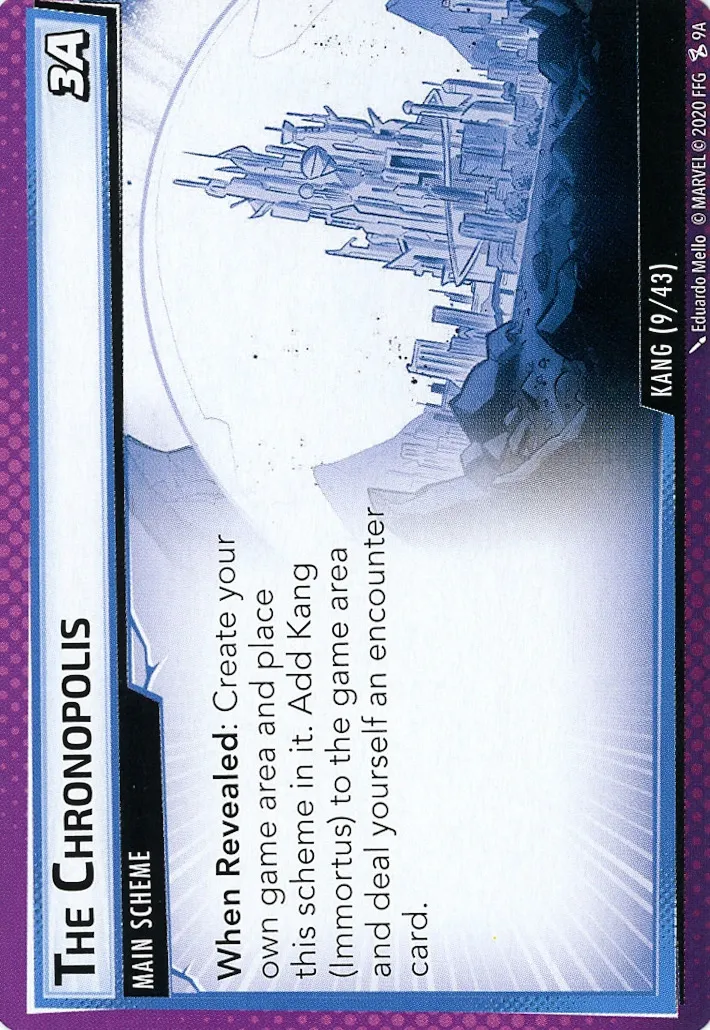 THE CHRONOPOLIS
3A
MAIN SCHEME
When Revealed: Create your
own game area and place
this scheme in it. Add Kang
(Immortus) to the game area
and deal yourself an encounter
card.
KANG (9/43)
Eduardo Mello © MARVEL © 2020 FFG 9A